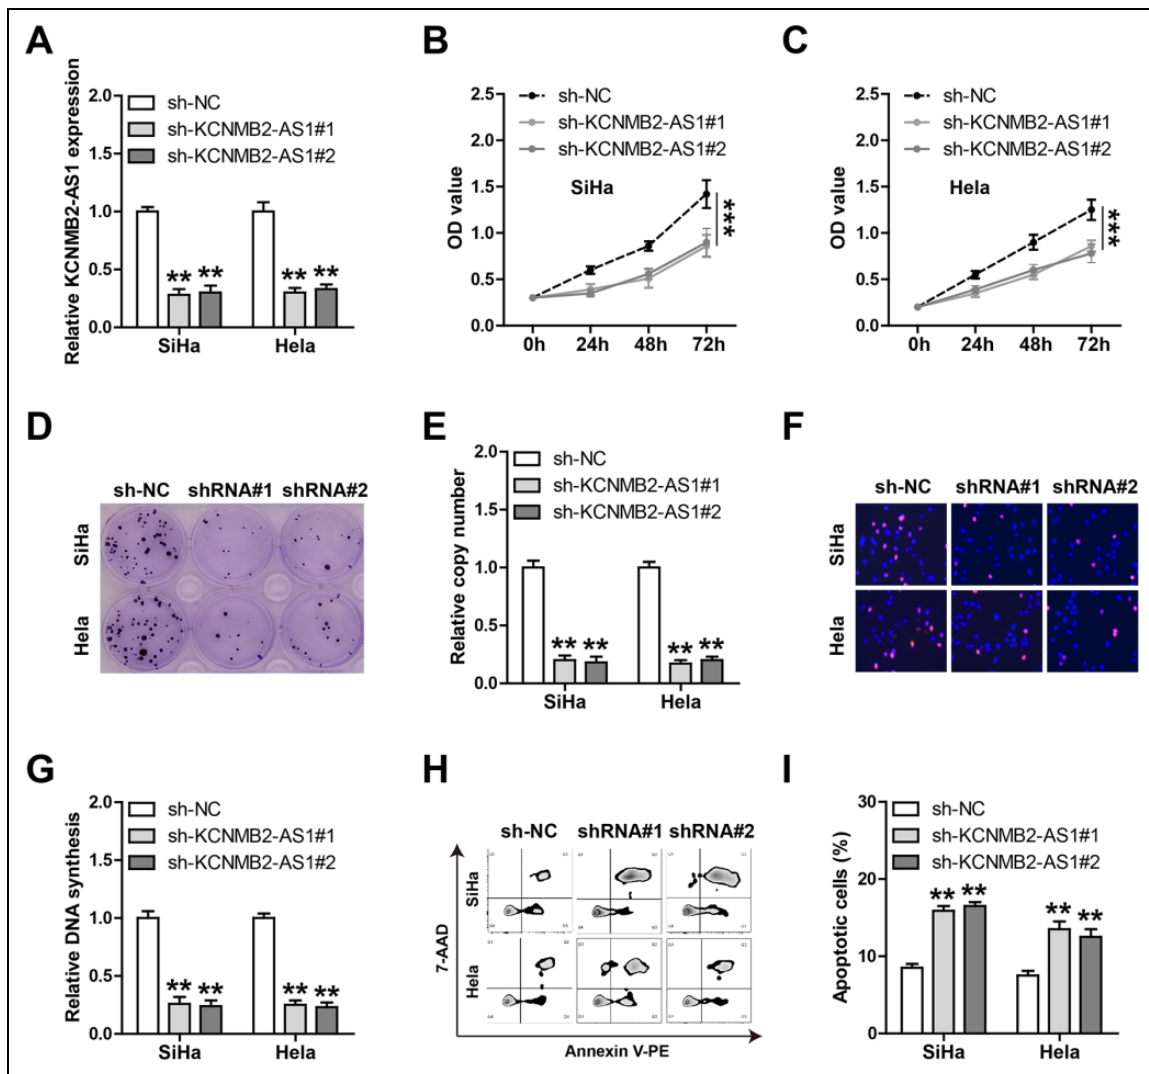 A
Relative KCNMB2-AS1 expression
2.0
1.5
1.0
0.5
0.0
sh-NC
sh-KCNMB2-AS1#1
sh-KCNMB2-AS1#2
** **
** **
SiHa
Hela
B
OD value
2.5
2.0
1.5
1.0
0.5
0.0
sh-NC
sh-KCNMB2-AS1#1
sh-KCNMB2-AS1#2
SiHa
***
0h
24h
48h
72h
C
OD value
2.5
2.0
1.5
1.0
0.5
0.0
sh-NC
sh-KCNMB2-AS1#1
sh-KCNMB2-AS1#2
Hela
***
0h
24h
48h
72h
D
sh-NC shRNA#1 shRNA#2
SiHa
Hela
E
Relative copy number
2.0
1.5
1.0
0.5
0.0
sh-NC
sh-KCNMB2-AS1#1
sh-KCNMB2-AS1#2
** **
** **
SiHa
Hela
F
sh-NC shRNA#1 shRNA#2
SiHa
Hela
G
Relative DNA synthesis
2.0
1.5
1.0
0.5
0.0
sh-NC
sh-KCNMB2-AS1#1
sh-KCNMB2-AS1#2
** **
** **
SiHa
Hela
H
sh-NC shRNA#1 shRNA#2
SiHa
Hela
7-AAD
Annexin V-PE
I
Apoptotic cells (%)
30
20
10
0
sh-NC
sh-KCNMB2-AS1#1
sh-KCNMB2-AS1#2
** **
** **
SiHa
Hela